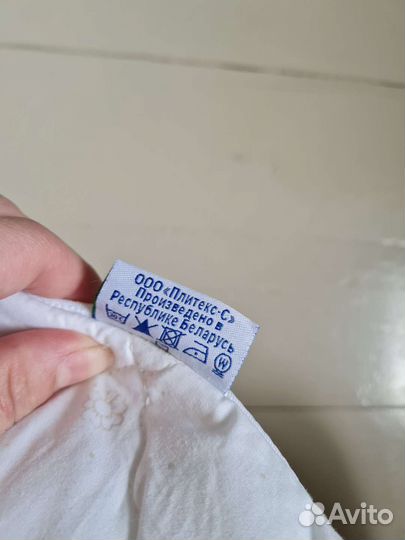 ООО «Плитекс-С»
Произведено в
Республике Беларусь
W
Avito